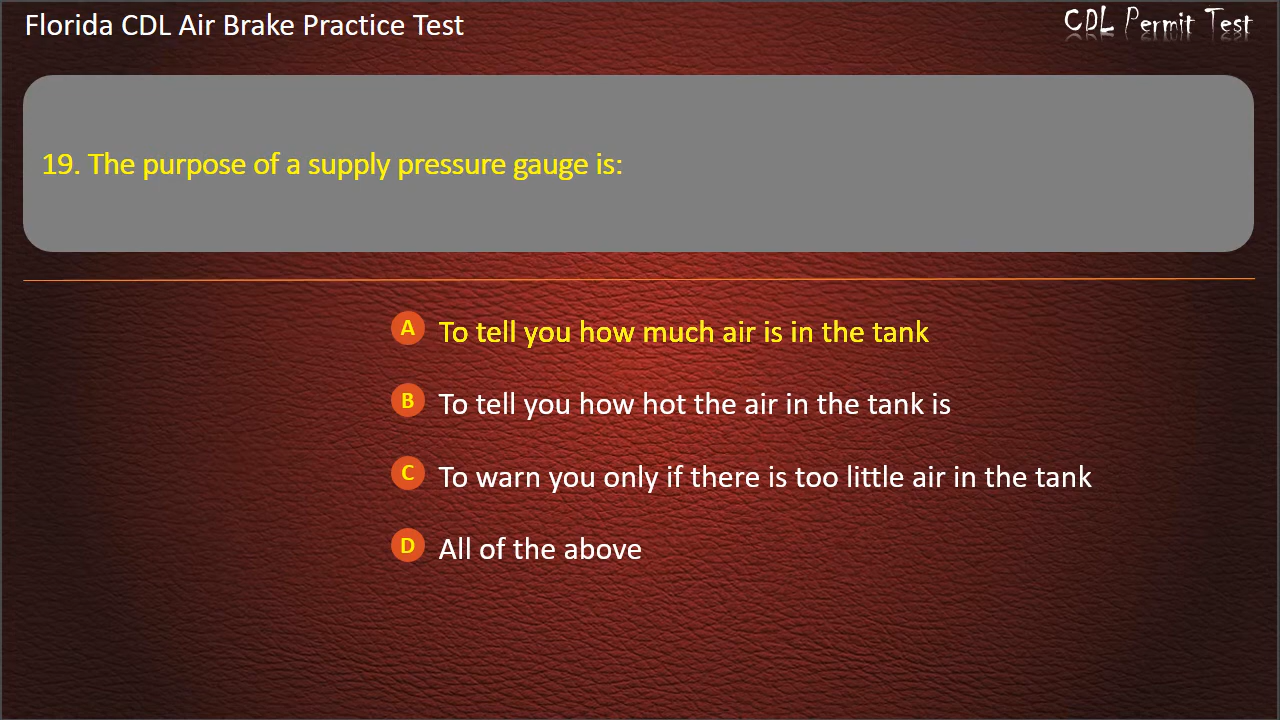 Florida CDL Air Brake Practice Test
CDL Permit Test
19. The purpose of a supply pressure gauge is:
A To tell you how much air is in the tank
B To tell you how hot the air in the tank is
C To warn you only if there is too little air in the tank
D All of the above